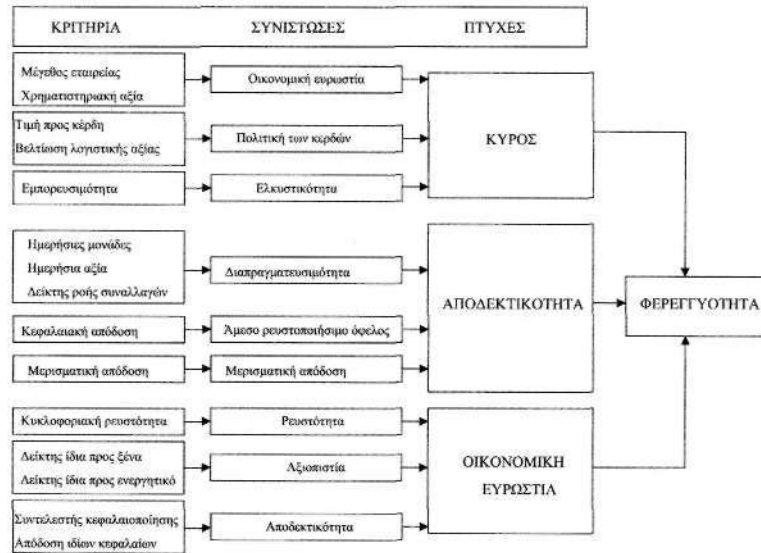 ΚΡΙΤΗΡΙΑ ΣΥΝΙΣΤΩΣΕΣ ΠΤΥΧΕΣ
Μέγεθος εταιρείας
Χρηματιστηριακή αξία
Οικονομική ευρωστία
Τιμή προς κέρδη
Βελτίωση λογιστικής αξίας
Πολιτική των κερδών
Εμπορευσιμότητα
Ελκυστικότητα
ΚΥΡΟΣ
Ημερήσιες μονάδες
Ημερήσια αξία
Δείκτης ροής συναλλαγών
Διαπραγματευσιμότητα
Κεφαλαιακή απόδοση
Άμεσο ρευστοποιήσιμο όφελος
Μερισματική απόδοση
Μερισματική απόδοση
ΑΠΟΔΕΚΤΙΚΟΤΗΤΑ
ΦΕΡΕΓΓΥΟΤΗΤΑ
Κυκλοφοριακή ρευστότητα
Ρευστότητα
Δείκτης ίδια προς ξένα
Δείκτης ίδια προς ενεργητικό
Αξιοπιστία
Συντελεστής κεφαλαιοποίησης
Απόδοση ιδίων κεφαλαίων
Αποδεκτικότητα
ΟΙΚΟΝΟΜΙΚΗ
ΕΥΡΩΣΤΙΑ